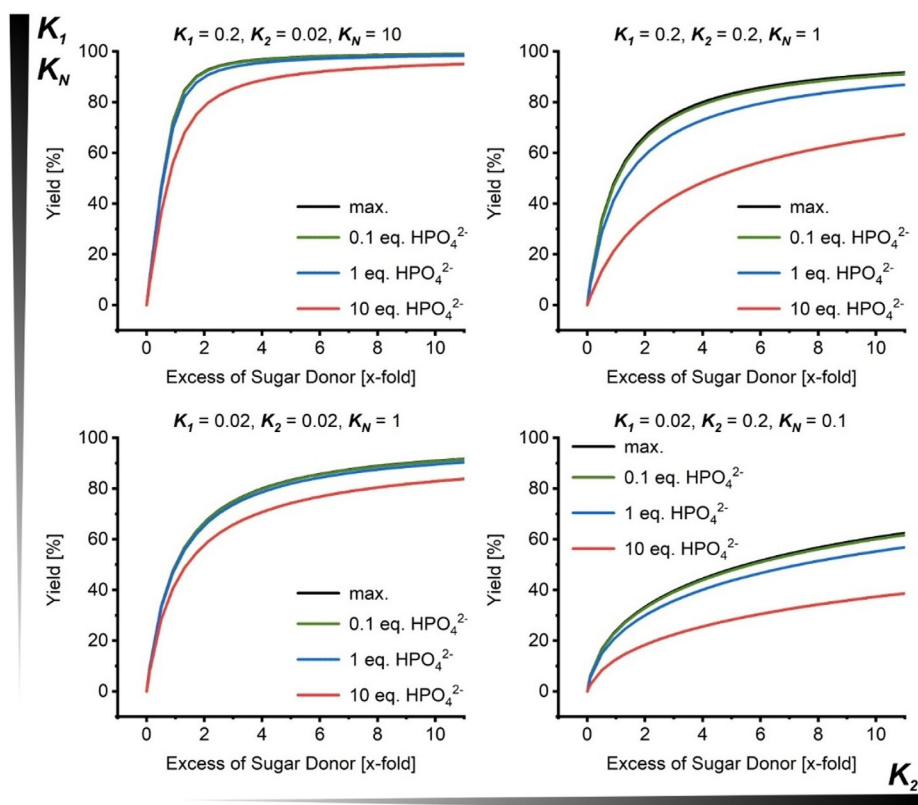 K₁
K_N
K₁ = 0.2, K₂ = 0.02, K_N = 10
100
80
60
40
20
0
Yield [%]
max.
0.1 eq. HPO₄²⁻
1 eq. HPO₄²⁻
10 eq. HPO₄²⁻
0 2 4 6 8 10
Excess of Sugar Donor [x-fold]
K₁ = 0.2, K₂ = 0.2, K_N = 1
100
80
60
40
20
0
Yield [%]
max.
0.1 eq. HPO₄²⁻
1 eq. HPO₄²⁻
10 eq. HPO₄²⁻
0 2 4 6 8 10
Excess of Sugar Donor [x-fold]
K₁ = 0.02, K₂ = 0.02, K_N = 1
100
80
60
40
20
0
Yield [%]
max.
0.1 eq. HPO₄²⁻
1 eq. HPO₄²⁻
10 eq. HPO₄²⁻
0 2 4 6 8 10
Excess of Sugar Donor [x-fold]
K₁ = 0.02, K₂ = 0.2, K_N = 0.1
100
80
60
40
20
0
Yield [%]
max.
0.1 eq. HPO₄²⁻
1 eq. HPO₄²⁻
10 eq. HPO₄²⁻
0 2 4 6 8 10
Excess of Sugar Donor [x-fold]
K₂